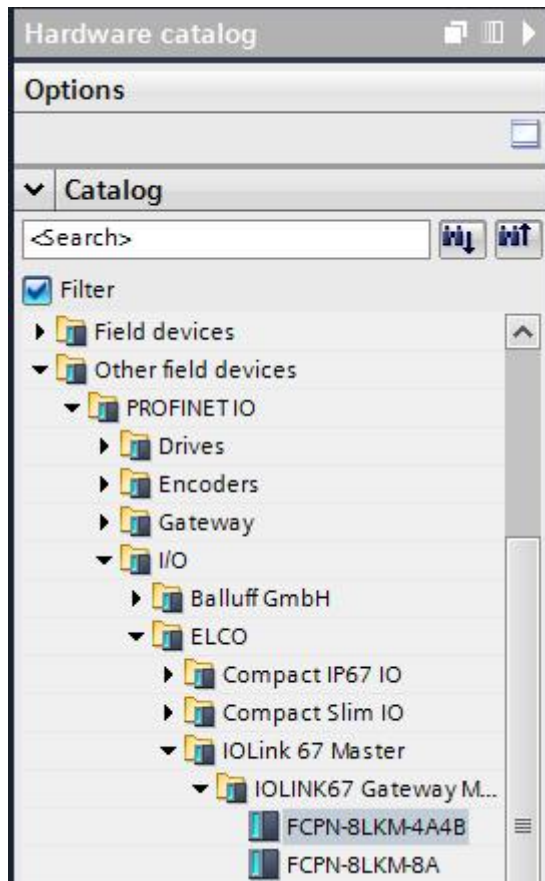 Hardware catalog
Options
Catalog
<Search>
Filter
Field devices
Other field devices
PROFINET IO
Drives
Encoders
Gateway
I/O
Balluff GmbH
ELCO
Compact IP67 IO
Compact Slim IO
IOLink 67 Master
IOLINK67 Gateway M...
FCPN-8LKM-4A4B
FCPN-8LKM-8A